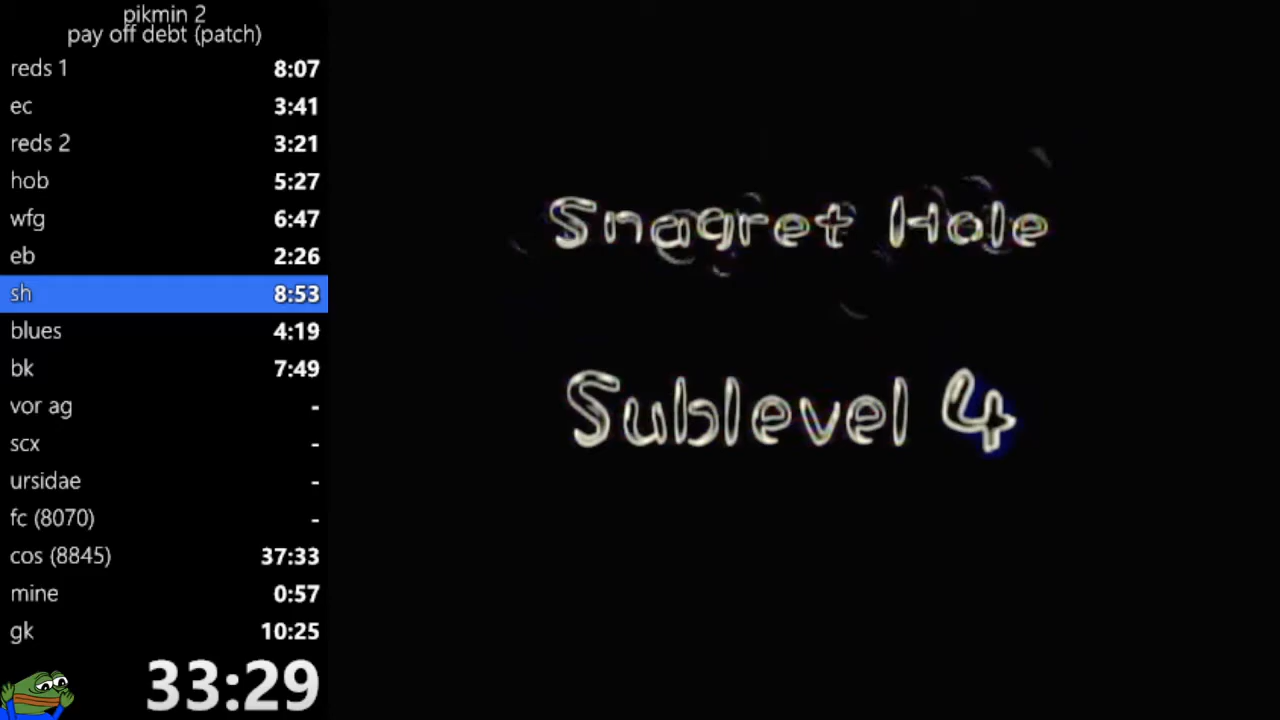 pikmin 2
pay off debt (patch)
reds 1 8:07
ec 3:41
reds 2 3:21
hob 5:27
wfg 6:47
eb 2:26
sh 8:53
blues 4:19
bk 7:49
vor ag -
scx -
ursidae -
fc (8070) -
cos (8845) 37:33
mine 0:57
gk 10:25
33:29
Snagret Hole
Sublevel 4